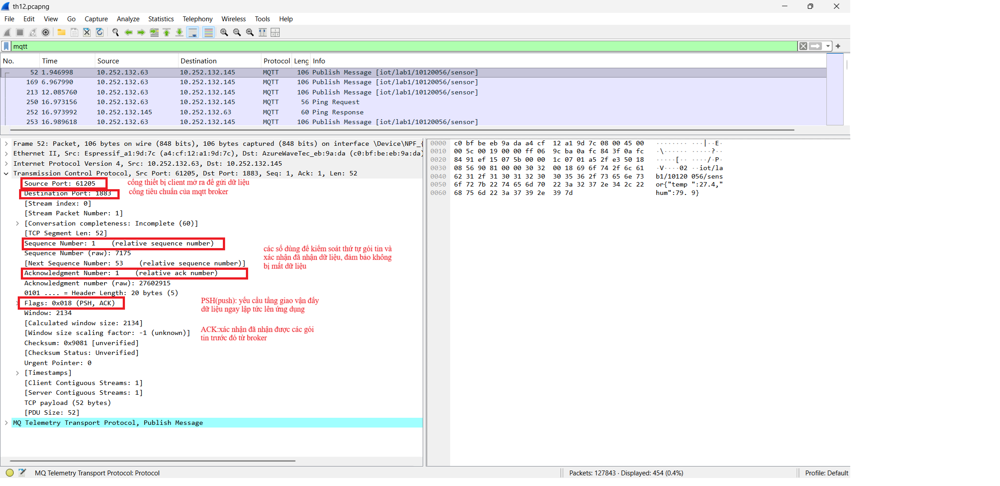 th12.pcapng
File Edit View Go Capture Analyze Statistics Telephony Wireless Tools Help
mqtt
No. Time Source Destination Protocol Leng Info
52 1.946998 10.252.132.63 10.252.132.145 MQTT 106 Publish Message [iot/lab1/10120056/sensor]
169 6.967990 10.252.132.63 10.252.132.145 MQTT 106 Publish Message [iot/lab1/10120056/sensor]
213 12.085760 10.252.132.63 10.252.132.145 MQTT 106 Publish Message [iot/lab1/10120056/sensor]
250 16.973156 10.252.132.63 10.252.132.145 MQTT 56 Ping Request
252 16.973992 10.252.132.145 10.252.132.63 MQTT 60 Ping Response
253 16.989618 10.252.132.63 10.252.132.145 MQTT 106 Publish Message [iot/lab1/10120056/sensor]
Frame 52: Packet, 106 bytes on wire (848 bits), 106 bytes captured (848 bits) on interface \Device\NPF_{
Ethernet II, Src: Espressif_a1:9d:7c (a4:cf:12:a1:9d:7c), Dst: AzureWaveTec_eb:9a:da (c0:bf:be:eb:9a:da)
Internet Protocol Version 4, Src: 10.252.132.63, Dst: 10.252.132.145
Transmission Control Protocol, Src Port: 61205, Dst Port: 1883, Seq: 1, Ack: 1, Len: 52
Source Port: 61205
cổng thiết bị client mở ra để gửi dữ liệu
Destination Port: 1883
cổng tiêu chuẩn của mqtt broker
[Stream index: 0]
[Stream Packet Number: 1]
[Conversation completeness: Incomplete (60)]
[TCP Segment Len: 52]
Sequence Number: 1    (relative sequence number)
Sequence Number (raw): 7175
[Next Sequence Number: 53    (relative sequence number)]
Acknowledgment Number: 1    (relative ack number)
các số dùng để kiểm soát thứ tự gói tin và
xác nhận đã nhận dữ liệu, đảm bảo không
bị mất dữ liệu
Acknowledgment number (raw): 27602915
0101 .... = Header Length: 20 bytes (5)
Flags: 0x018 (PSH, ACK)
PSH(push): yếu cầu tầng giao vận đẩy
dữ liệu ngay lập tức lên ứng dụng
Window: 2134
[Calculated window size: 2134]
[Window size scaling factor: -1 (unknown)]
ACK:xác nhận đã nhận được các gói
tin trước đó từ broker
Checksum: 0x9081 [unverified]
[Checksum Status: Unverified]
Urgent Pointer: 0
[Timestamps]
[Client Contiguous Streams: 1]
[Server Contiguous Streams: 1]
TCP payload (52 bytes)
[PDU Size: 52]
MQ Telemetry Transport Protocol, Publish Message
0000 c0 bf be eb 9a da a4 cf 12 a1 9d 7c 08 00 45 00 ········ ···|··E·
0010 00 5c 00 19 00 00 ff 06 9c ba 0a fc 84 3f 0a fc ·\······ ·····?··
0020 84 91 ef 15 07 5b 00 00 1c 07 01 a5 2f e3 50 18 ·····[·· ····/·P·
0030 08 56 90 81 00 00 30 32 00 18 69 6f 74 2f 6c 61 ·V····02 ··iot/la
0040 62 31 2f 31 30 31 32 30 30 35 36 2f 73 65 6e 73 b1/10120 056/sens
0050 6f 72 7b 22 74 65 6d 70 22 3a 32 37 2e 34 2c 22 or{"temp ":27.4,"
0060 68 75 6d 22 3a 37 39 2e 39 7d hum":79. 9}
MQ Telemetry Transport Protocol: Protocol
Packets: 127843 · Displayed: 454 (0.4%)
Profile: Default